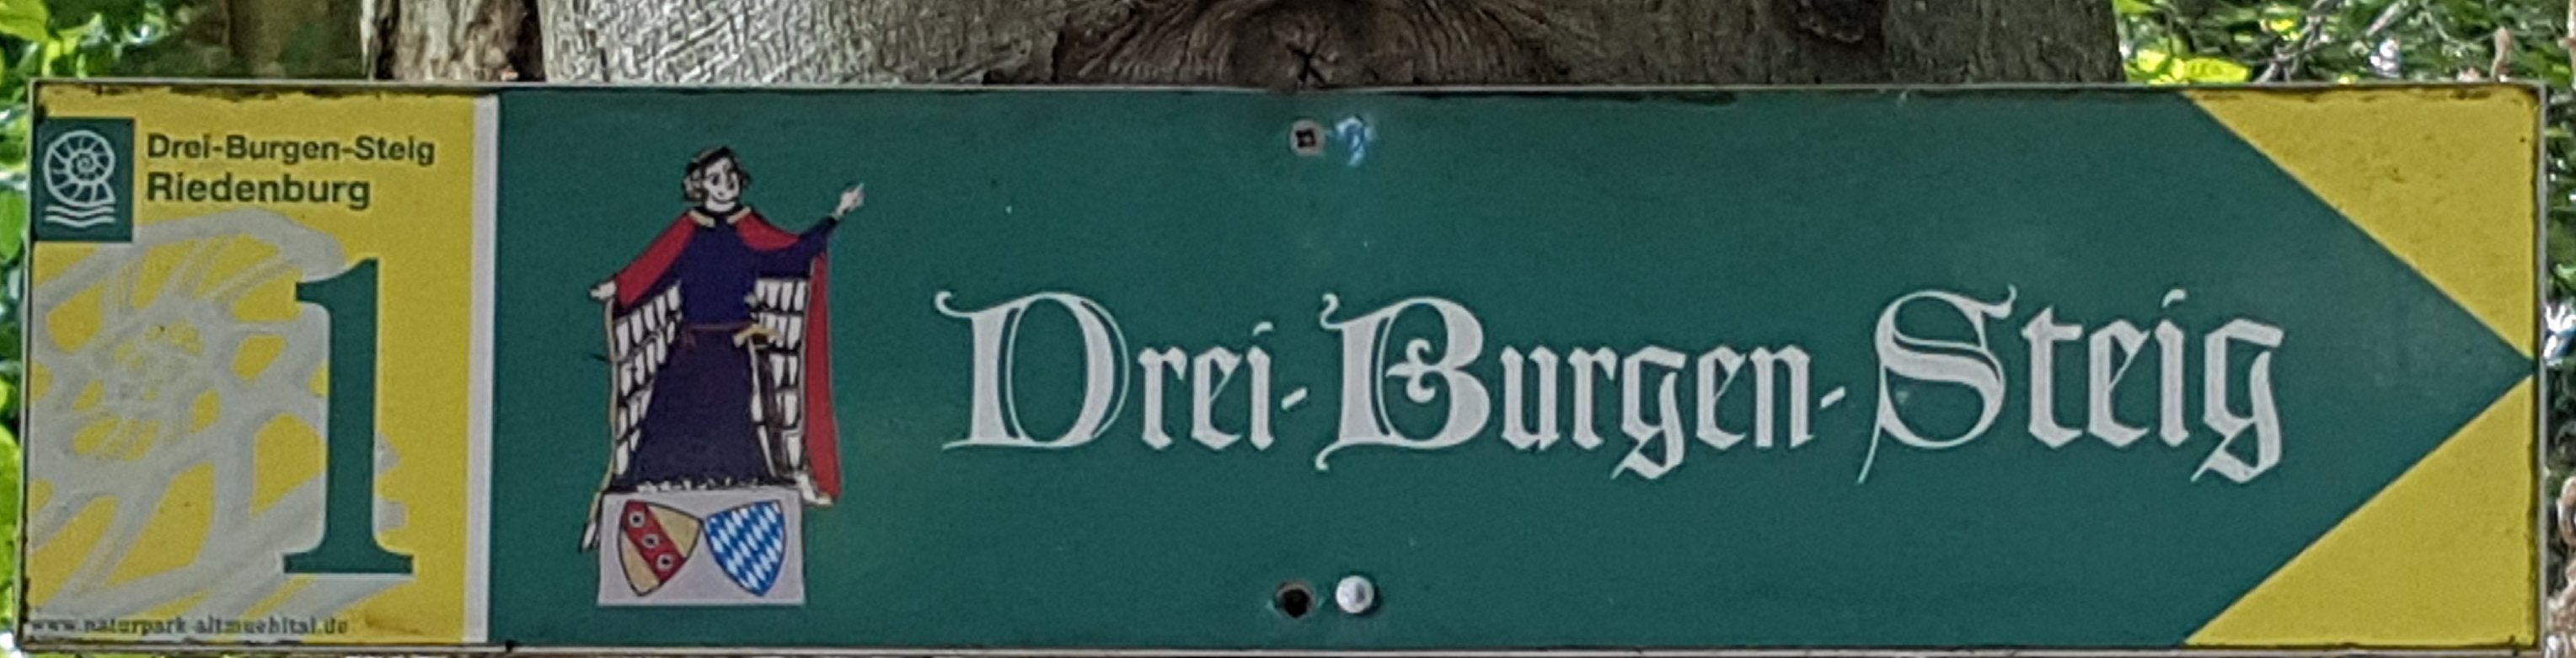 Drei-Burgen-Steig
Riedenburg
1
www.naturpark-altmuehltal.de
Drei-Burgen-Steig